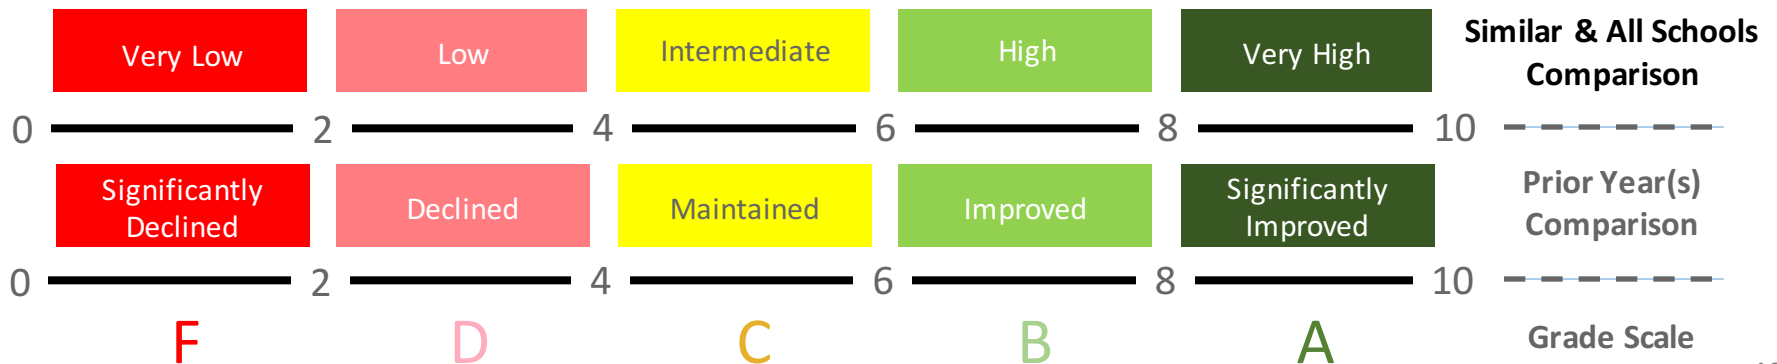 Very Low Low Intermediate High Very High Similar & All Schools
Comparison
0 2 4 6 8 10
Significantly
Declined Declined Maintained Improved Significantly
Improved Prior Year(s)
Comparison
0 2 4 6 8 10
F D C B A Grade Scale